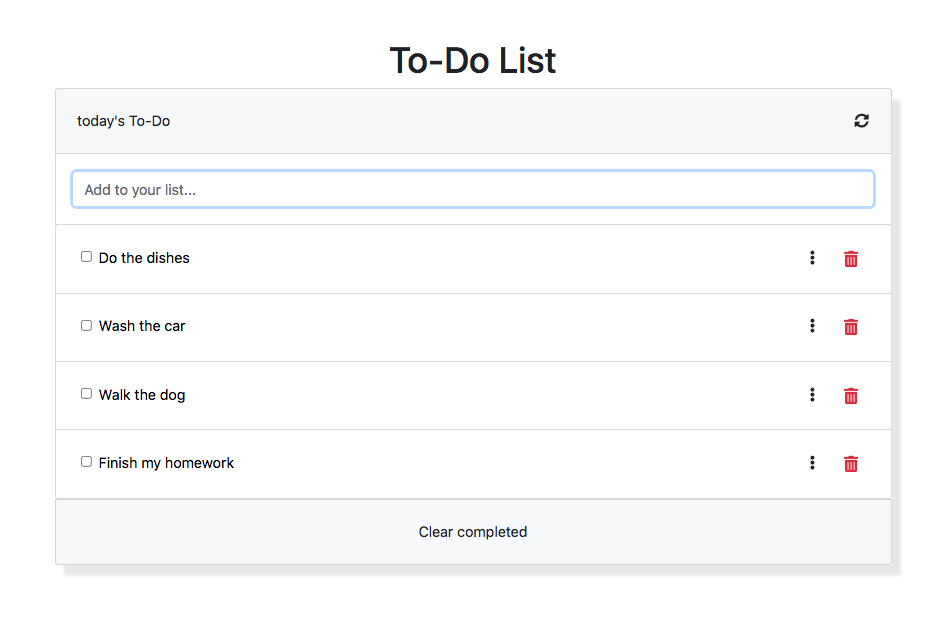 To-Do List
today's To-Do
Add to your list...
Do the dishes
Wash the car
Walk the dog
Finish my homework
Clear completed